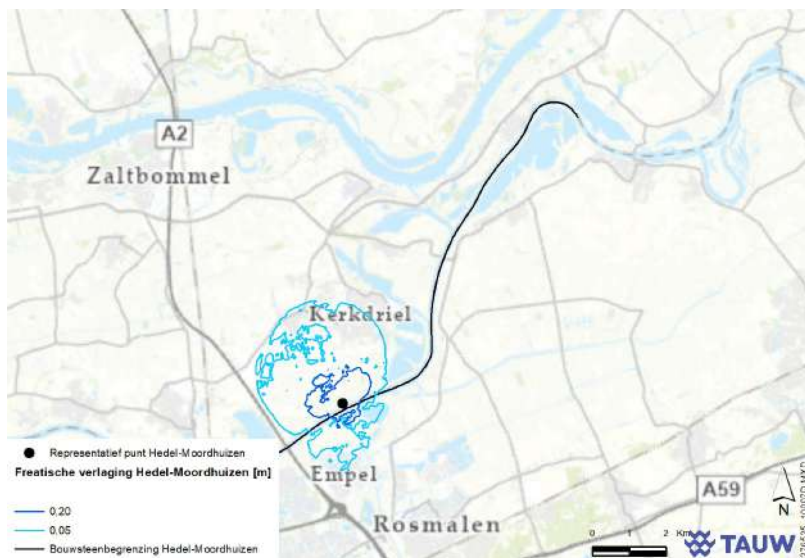 A2
Zaltbommel
Kerkdriel
Representatief punt Hedel-Moordhuizen
Freatische verlaging Hedel-Moordhuizen [m]
0,20
0,05
Bouwsteenbegrenzing Hedel-Moordhuizen
Empel
Rosmalen
A59
N
0 1 2 Km
TAUW